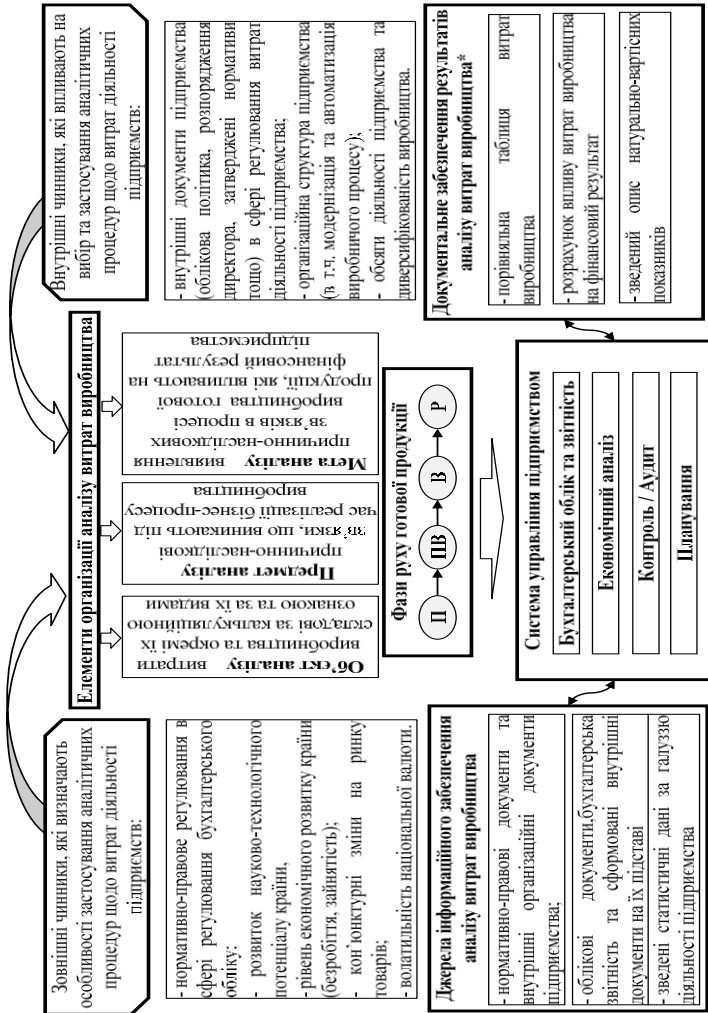 Зовнішні чинники, які визначають
особливості застосування аналітичних
процедур щодо витрат діяльності
підприємств:
- нормативно-правове регулювання в
сфері регулювання бухгалтерського
обліку;
- розвиток науково-технологічного
потенціалу країни,
- рівень економічного розвитку країни
(безробіття, зайнятість);
- кон'юнктурні зміни на ринку
товарів;
- волатильність національної валюти.
Джерела інформаційного забезпечення
аналізу витрат виробництва
- нормативно-правові документи та
внутрішні організаційні документи
підприємства;
- облікові документи,бухгалтерська
звітність та сформовані внутрішні
документи на їх підставі
- зведені статистичні дані за галуззю
діяльності підприємства
Елементи організації аналізу витрат виробництва
Об'єкт аналізу витрати
виробництва та окремі їх
складові за калькуляційною
ознакою та за їх видами
Предмет аналізу
причинно-наслідкові
зв'язки, що виникають під
час реалізації бізнес-процесу
виробництва
Мета аналізу виявлення
причинно-наслідкових
зв'язків в процесі
виробництва готової
продукції, які впливають на
фінансовий результат
підприємства
Фази руху готової продукції
П
ПВ
В
Р
Система управління підприємством
Бухгалтерський облік та звітність
Економічний аналіз
Контроль / Аудит
Планування
Внутрішні чинники, які впливають на
вибір та застосування аналітичних
процедур щодо витрат діяльності
підприємств:
- внутрішні документи підприємства
(облікова політика, розпорядження
директора, затверджені нормативи
тощо) в сфері регулювання витрат
діяльності підприємства;
- організаційна структура підприємства
(в т.ч. модернізація та автоматизація
виробничого процесу);
- обсяги діяльності підприємства та
диверсифікованість виробництва.
Документальне забезпечення результатів
аналізу витрат виробництва*
- порівняльна таблиця витрат
виробництва
- розрахунок впливу витрат виробництва
на фінансовий результат
- зведений опис натурально-вартісних
показників